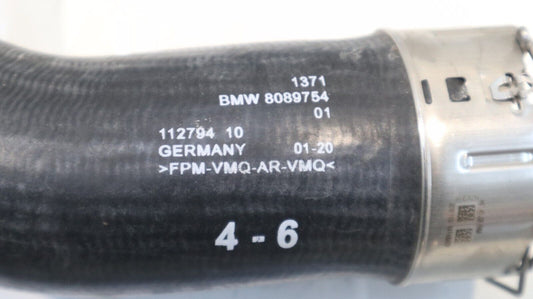 1371
BMW 8089754
01
112794 10
GERMANY 01-20
>FPM-VMQ-AR-VMQ<
4 - 6